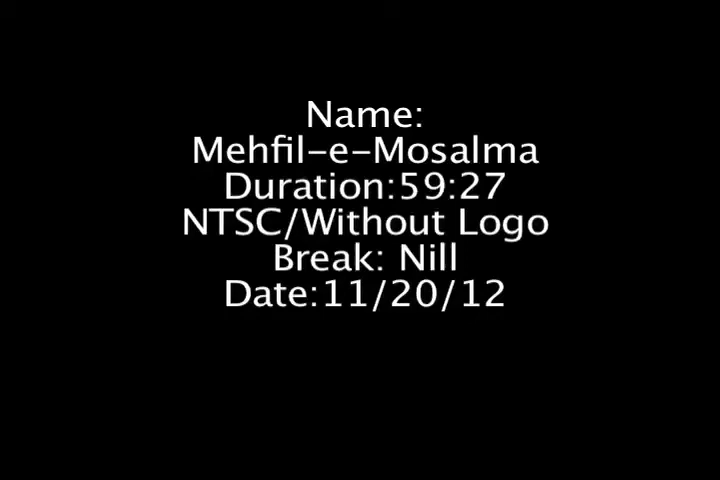 Name:
Mehfil-e-Mosalma
Duration:59:27
NTSC/Without Logo
Break: Nill
Date:11/20/12